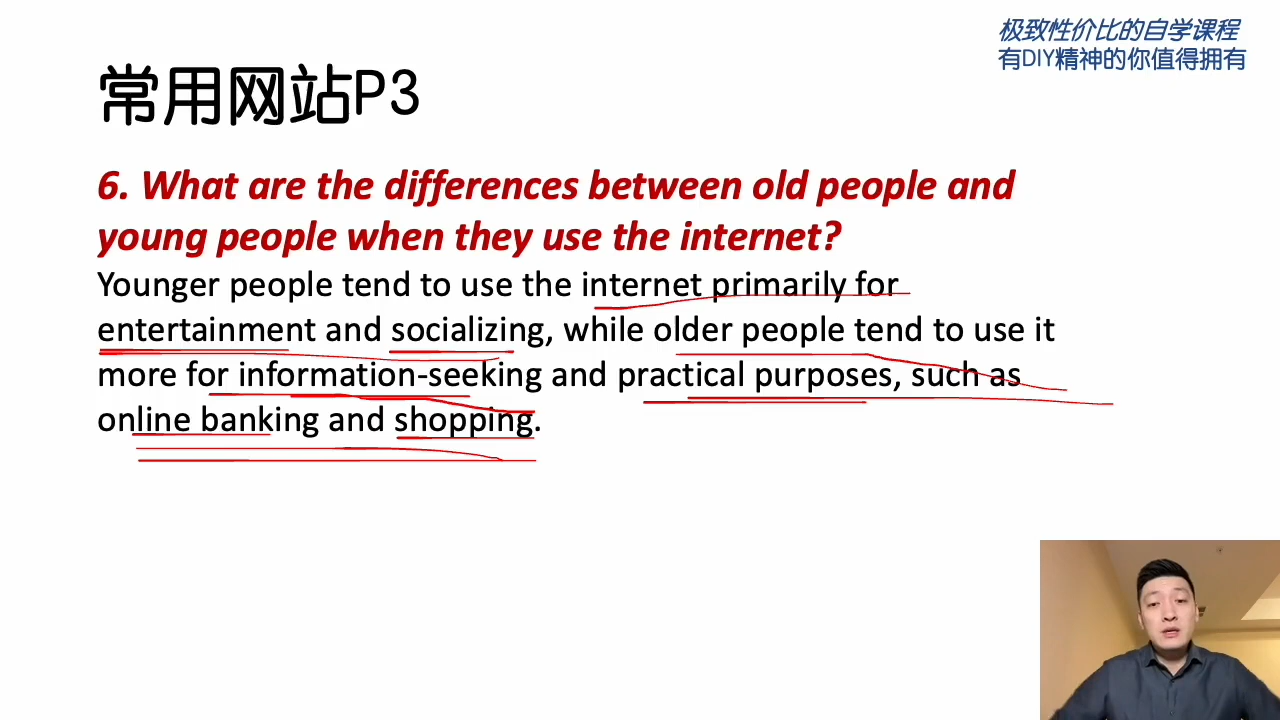 极致性价比的自学课程
有DIY精神的你值得拥有
常用网站P3
6. What are the differences between old people and
young people when they use the internet?
Younger people tend to use the internet primarily for
entertainment and socializing, while older people tend to use it
more for information-seeking and practical purposes, such as
online banking and shopping.